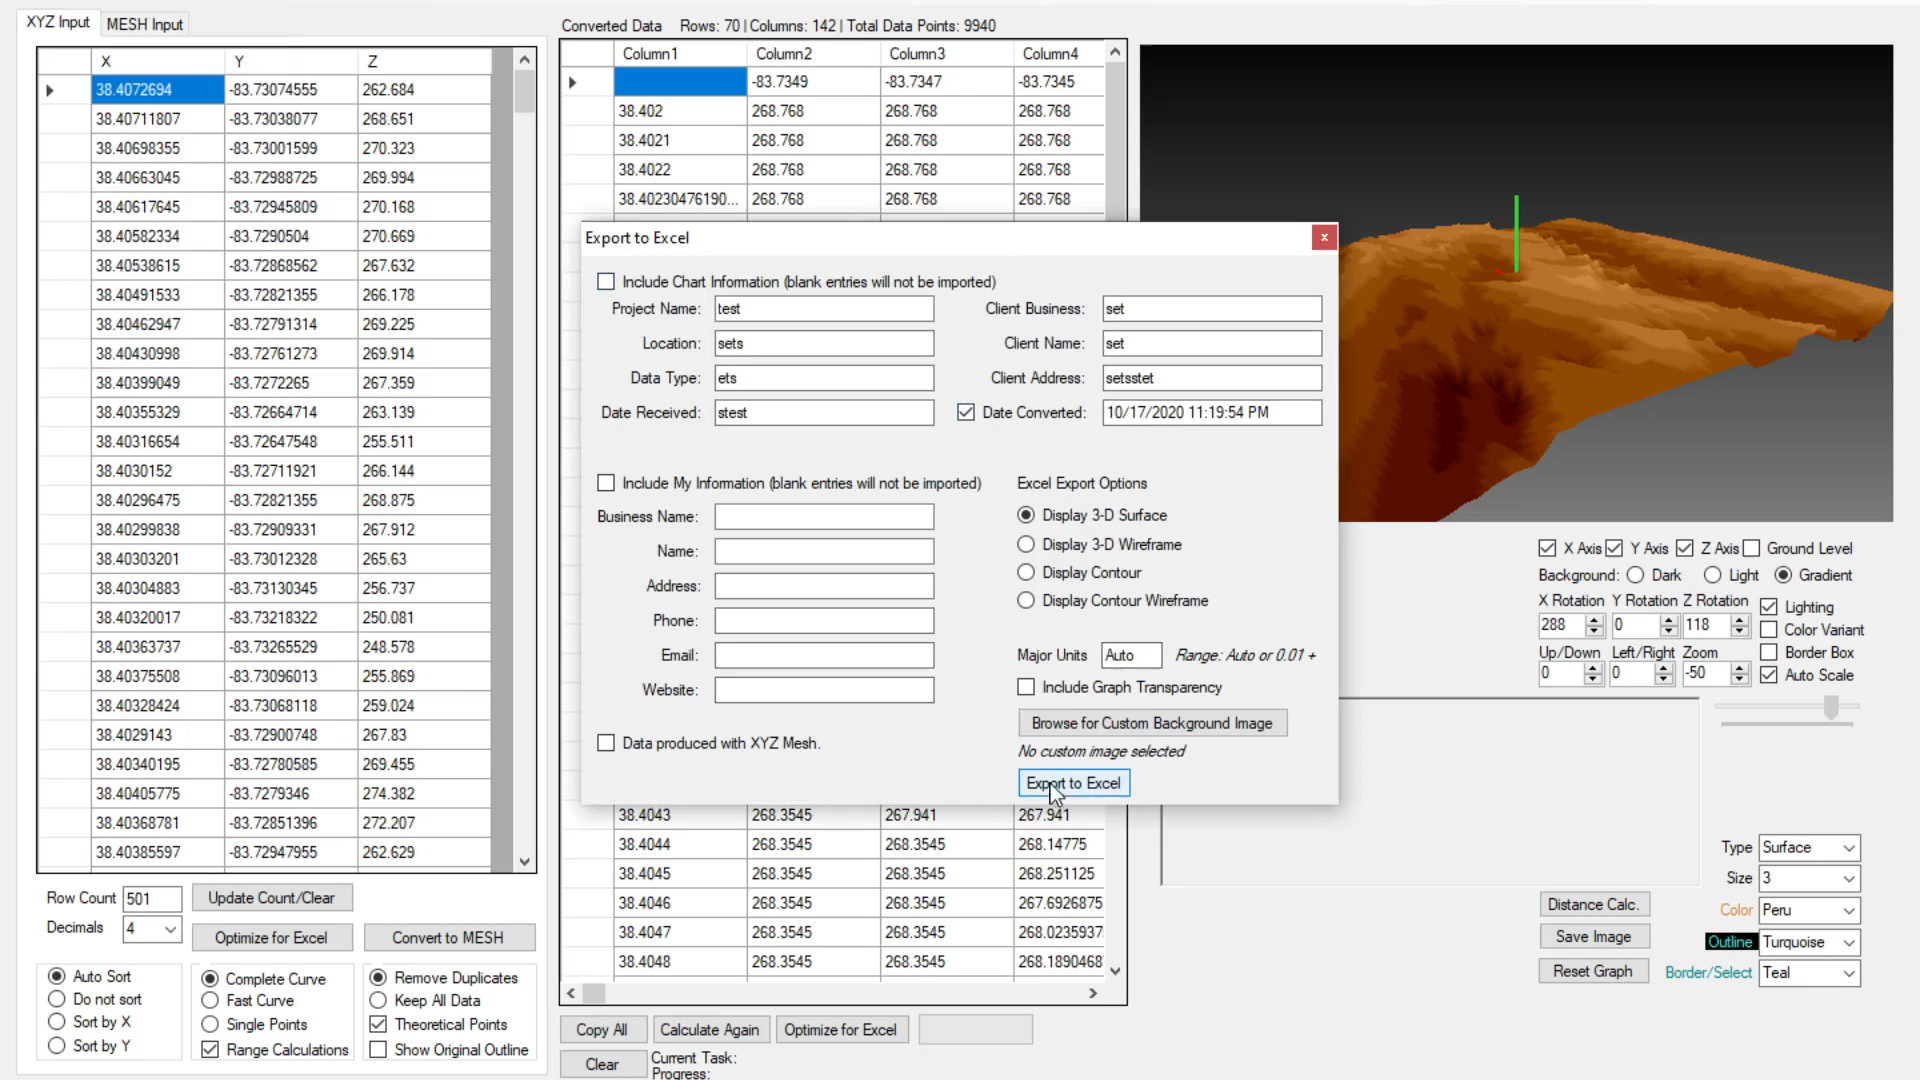 XYZ Input
MESH Input
X Y Z
38.4072694 -83.73074555 262.684
38.40711807 -83.73038077 268.651
38.40698355 -83.73001599 270.323
38.40663045 -83.72988725 269.994
38.40617645 -83.72945809 270.168
38.40582334 -83.7290504 270.669
38.40538615 -83.72868562 267.632
38.40491533 -83.72821355 266.178
38.40462947 -83.72791314 269.225
38.40430998 -83.72761273 269.914
38.40399049 -83.7272265 267.359
38.40355329 -83.72664714 263.139
38.40316654 -83.72647548 255.511
38.4030152 -83.72711921 266.144
38.40296475 -83.72821355 268.875
38.40299838 -83.72909331 267.912
38.40303201 -83.73012328 265.63
38.40304883 -83.73130345 256.737
38.40320017 -83.73218322 250.081
38.40363737 -83.73265529 248.578
38.40375508 -83.73096013 255.869
38.40328424 -83.73068118 259.024
38.4029143 -83.72900748 267.83
38.40340195 -83.72780585 269.455
38.40405775 -83.7279346 274.382
38.40368781 -83.72851396 272.207
38.40385597 -83.72947955 262.629
Row Count 501 Update Count/Clear
Decimals 4 Optimize for Excel Convert to MESH
Auto Sort
Do not sort
Sort by X
Sort by Y
Complete Curve
Fast Curve
Single Points
Range Calculations
Remove Duplicates
Keep All Data
Theoretical Points
Show Original Outline
Converted Data Rows: 70 | Columns: 142 | Total Data Points: 9940
Column1 Column2 Column3 Column4
-83.7349 -83.7347 -83.7345
38.402 268.768 268.768 268.768
38.4021 268.768 268.768 268.768
38.4022 268.768 268.768 268.768
38.40230476190... 268.768 268.768 268.768
Export to Excel
x
Include Chart Information (blank entries will not be imported)
Project Name: test
Location: sets
Data Type: ets
Date Received: stest
Client Business: set
Client Name: set
Client Address: setsstet
Date Converted: 10/17/2020 11:19:54 PM
Include My Information (blank entries will not be imported)
Business Name:
Name:
Address:
Phone:
Email:
Website:
Data produced with XYZ Mesh.
Excel Export Options
Display 3-D Surface
Display 3-D Wireframe
Display Contour
Display Contour Wireframe
Major Units Auto Range: Auto or 0.01 +
Include Graph Transparency
Browse for Custom Background Image
No custom image selected
Export to Excel
38.4043 268.3545 267.941 267.941
38.4044 268.3545 268.3545 268.14775
38.4045 268.3545 268.3545 268.251125
38.4046 268.3545 268.3545 267.6926875
38.4047 268.3545 268.3545 268.0235937
38.4048 268.3545 268.3545 268.1890468
Copy All Calculate Again Optimize for Excel
Clear Current Task:
Progress:
X Axis Y Axis Z Axis Ground Level
Background: Dark Light Gradient
X Rotation Y Rotation Z Rotation
288 0 118
Up/Down Left/Right Zoom
0 0 -50
Lighting
Color Variant
Border Box
Auto Scale
Type Surface
Size 3
Color Peru
Outline Turquoise
Border/Select Teal
Distance Calc.
Save Image
Reset Graph